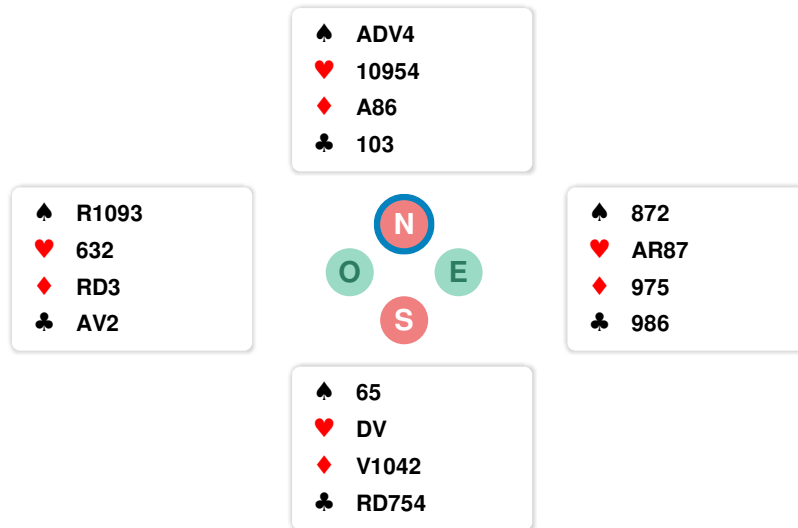 ♠ ADV4
♥ 10954
♦ A86
♣ 103
♠ R1093
♥ 632
♦ RD3
♣ AV2
N
O E
S
♠ 872
♥ AR87
♦ 975
♣ 986
♠ 65
♥ DV
♦ V1042
♣ RD754